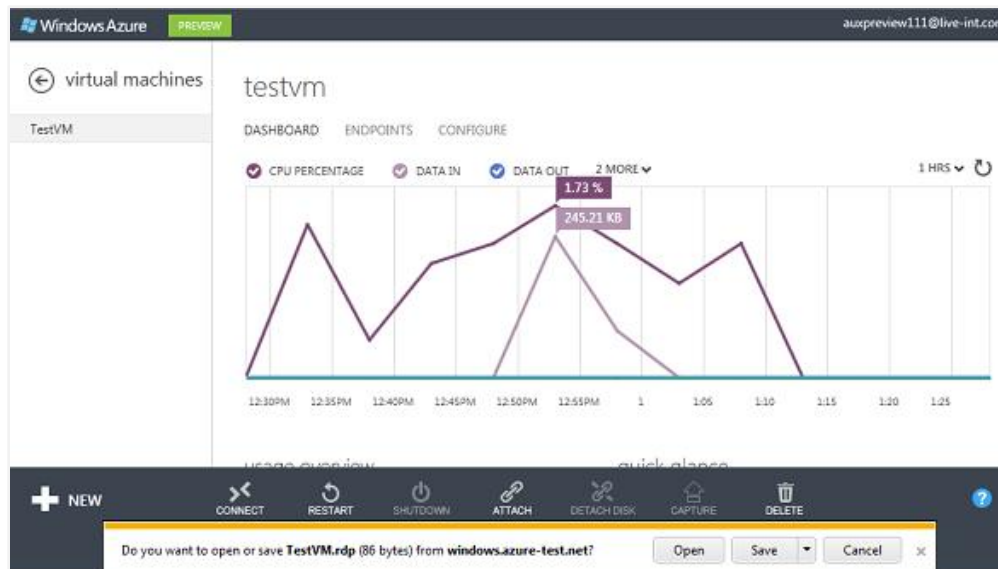 Windows Azure PREVIEW auxpreview111@live-int.com
virtual machines
TestVM
testvm
DASHBOARD ENDPOINTS CONFIGURE
CPU PERCENTAGE DATA IN DATA OUT 2 MORE 1 HRS
1.73 %
245.21 KB
12:30PM 12:35PM 12:40PM 12:45PM 12:50PM 12:55PM 1 1:05 1:10 1:15 1:20 1:25
usage overview quick glance
NEW CONNECT RESTART SHUTDOWN ATTACH DETACH DISK CAPTURE DELETE ?
Do you want to open or save TestVM.rdp (86 bytes) from windows.azure-test.net? Open Save Cancel ×